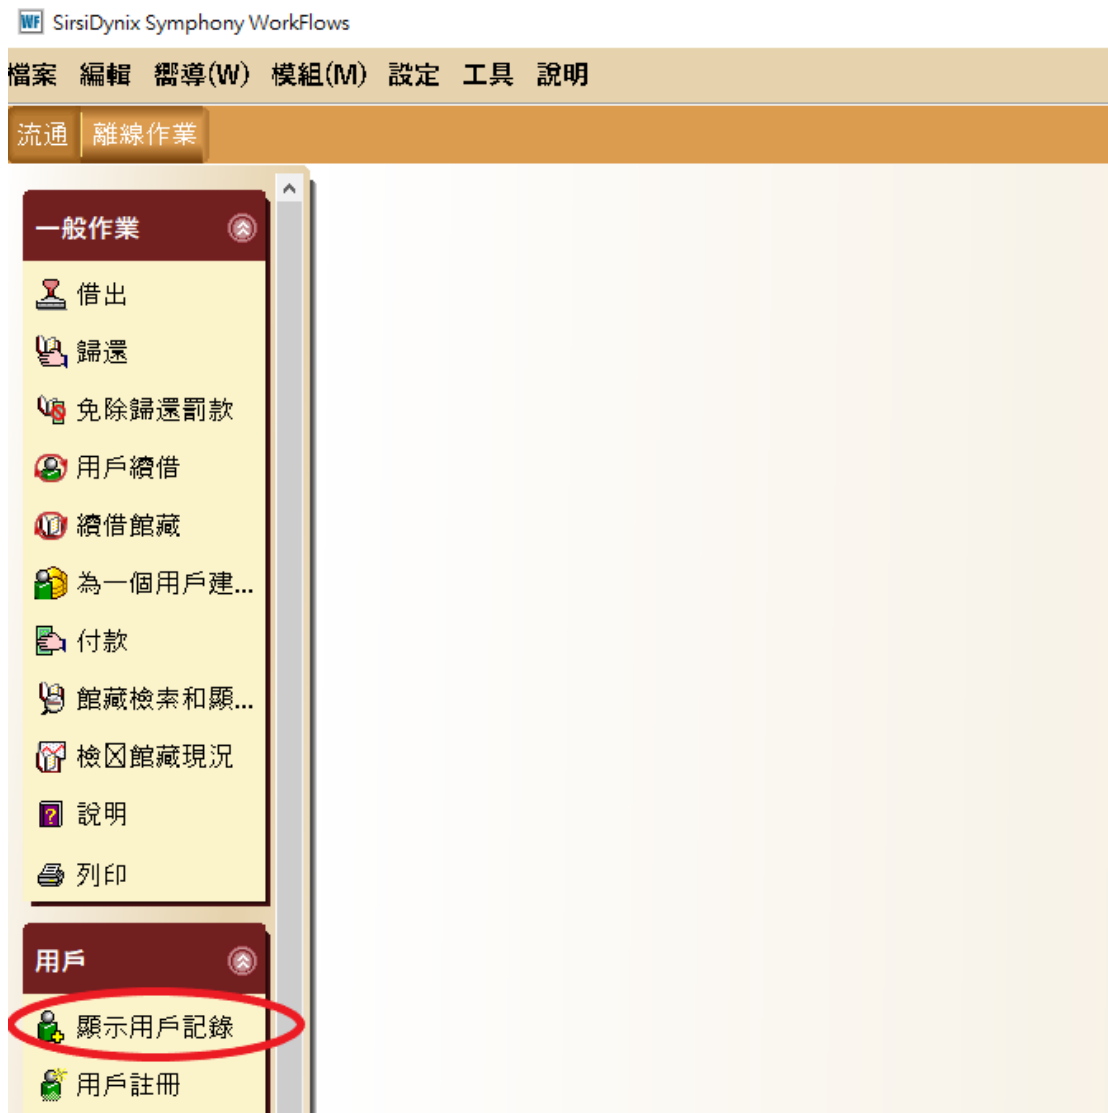 WF SirsiDynix Symphony WorkFlows
檔案 編輯 嚮導(W) 模組(M) 設定 工具 說明
流通 離線作業
一般作業
借出
歸還
免除歸還罰款
用戶續借
續借館藏
為一個用戶建...
付款
館藏檢索和顯...
檢☒館藏現況
說明
列印
用戶
顯示用戶記錄
用戶註冊